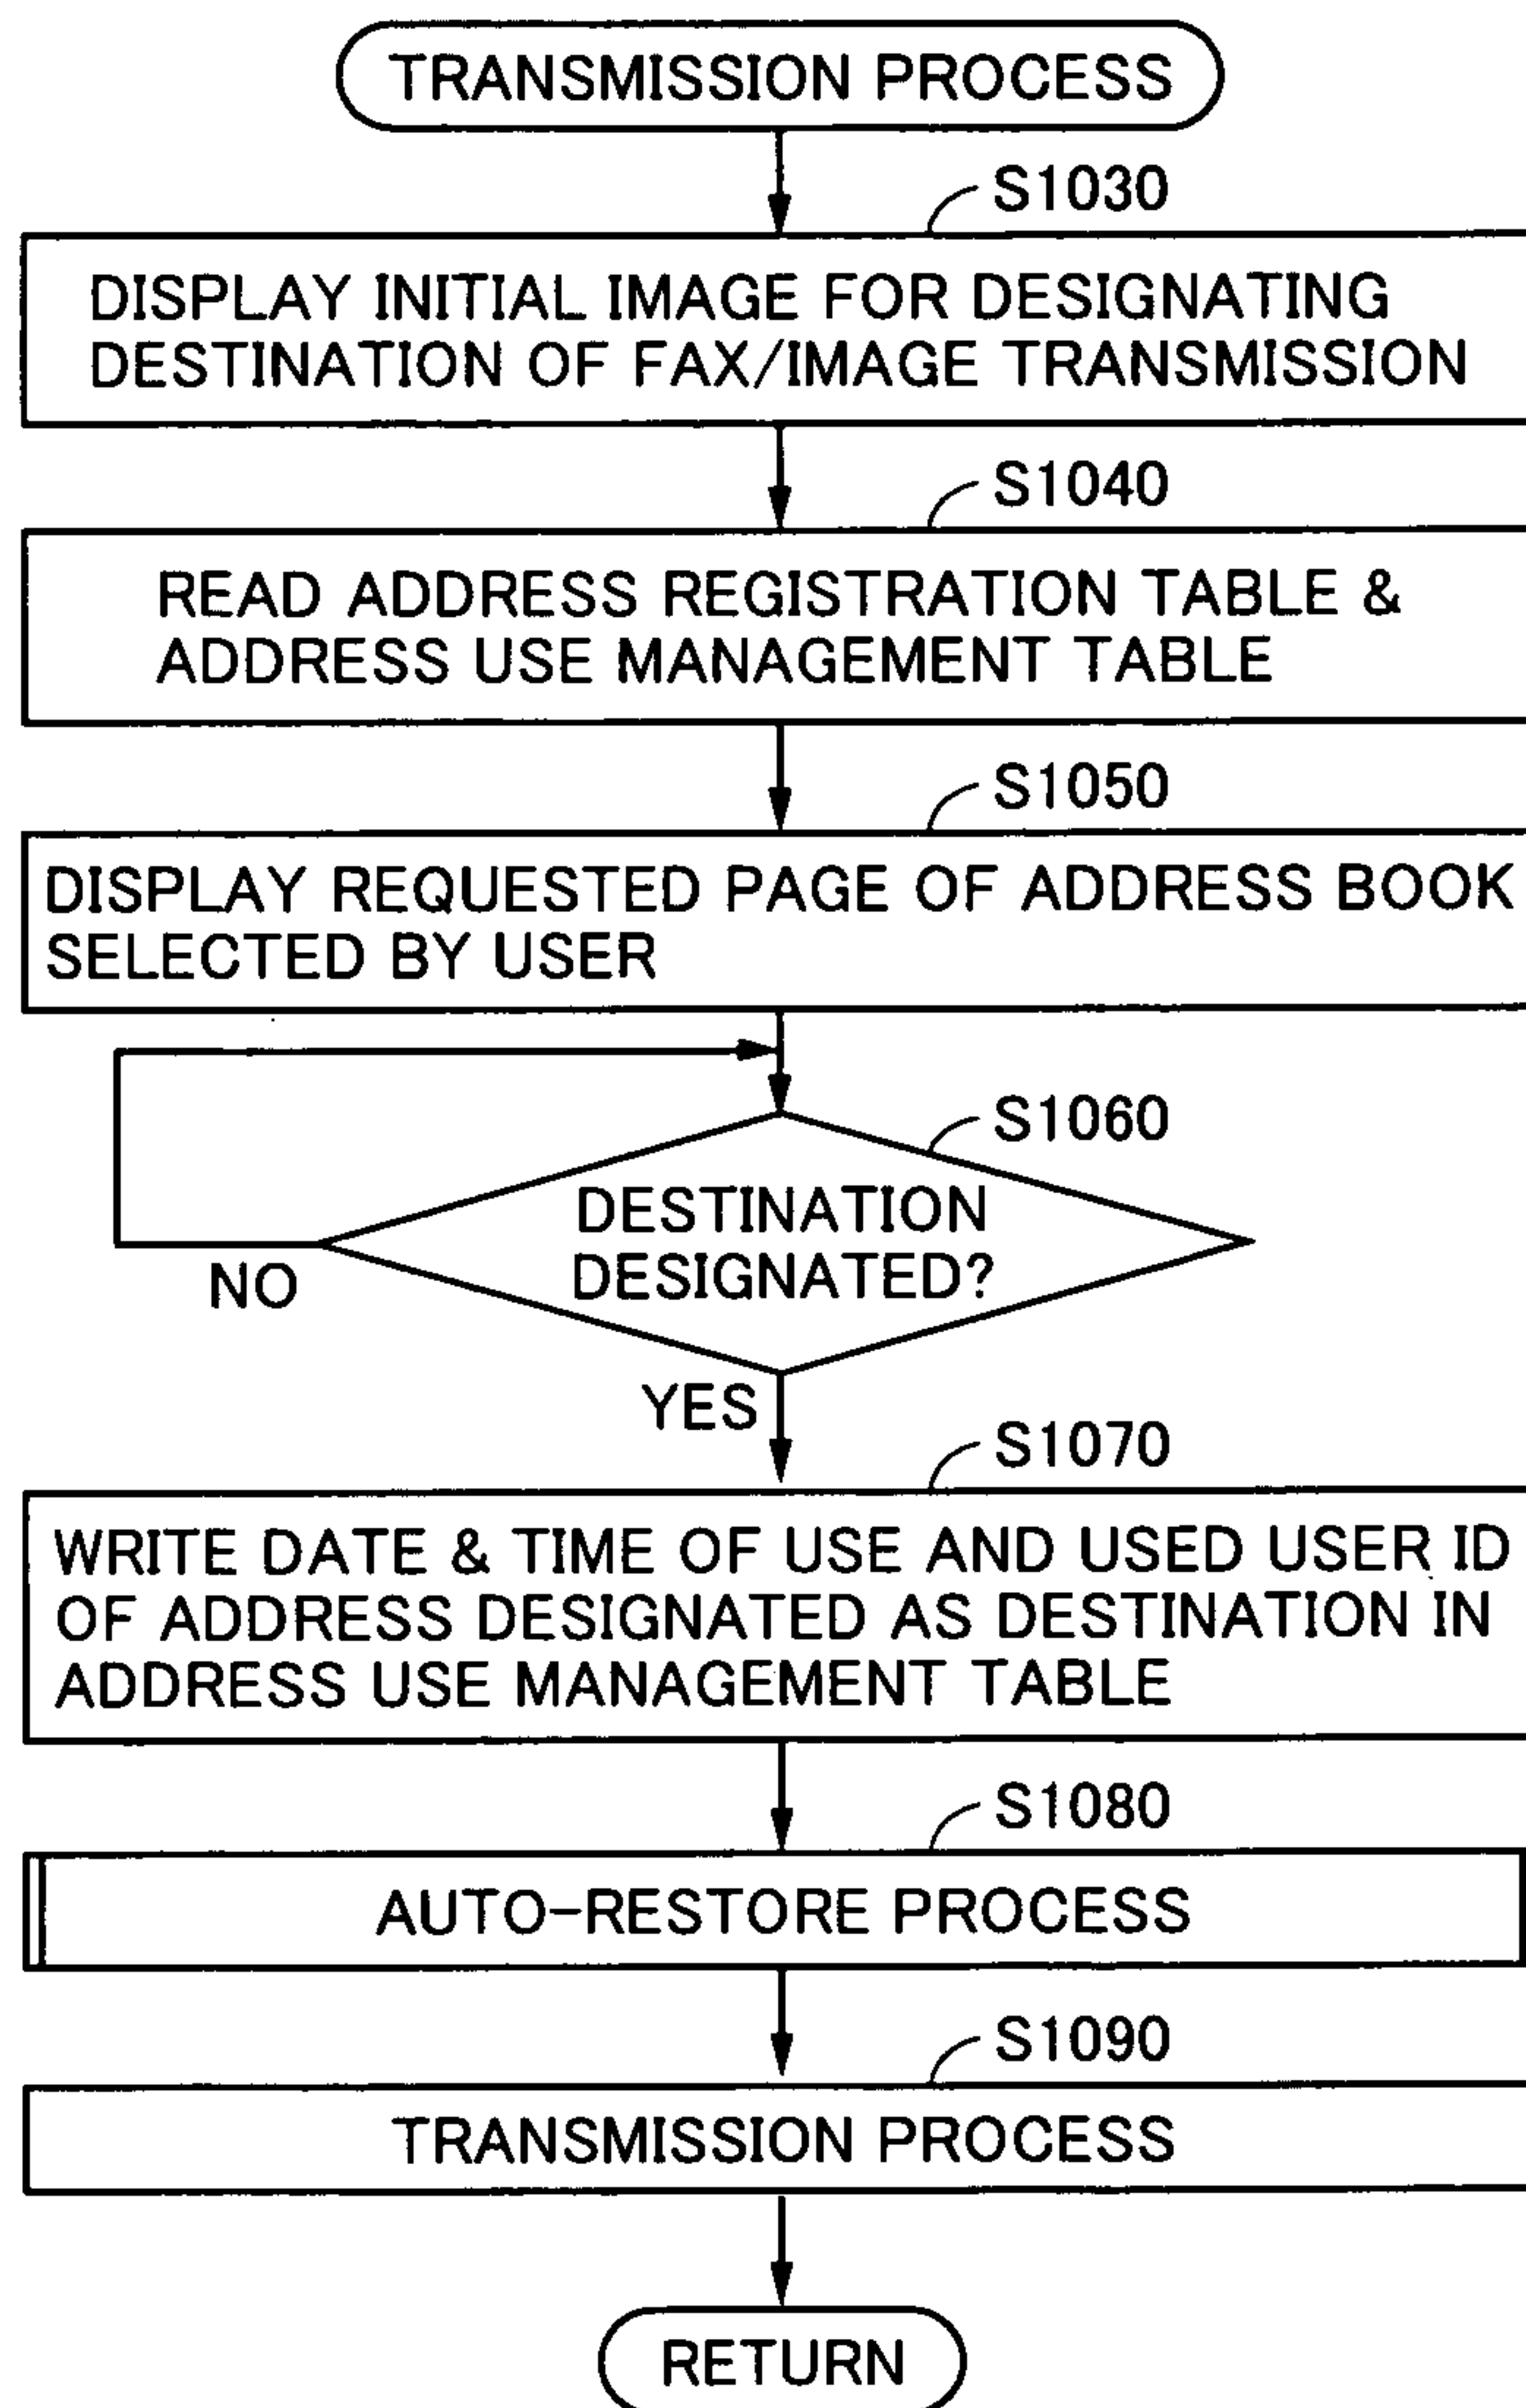 TRANSMISSION PROCESS
S1030
DISPLAY INITIAL IMAGE FOR DESIGNATING
DESTINATION OF FAX/IMAGE TRANSMISSION
S1040
READ ADDRESS REGISTRATION TABLE &
ADDRESS USE MANAGEMENT TABLE
S1050
DISPLAY REQUESTED PAGE OF ADDRESS BOOK
SELECTED BY USER
S1060
DESTINATION
DESIGNATED?
NO
YES
S1070
WRITE DATE & TIME OF USE AND USED USER ID
OF ADDRESS DESIGNATED AS DESTINATION IN
ADDRESS USE MANAGEMENT TABLE
S1080
AUTO-RESTORE PROCESS
S1090
TRANSMISSION PROCESS
RETURN